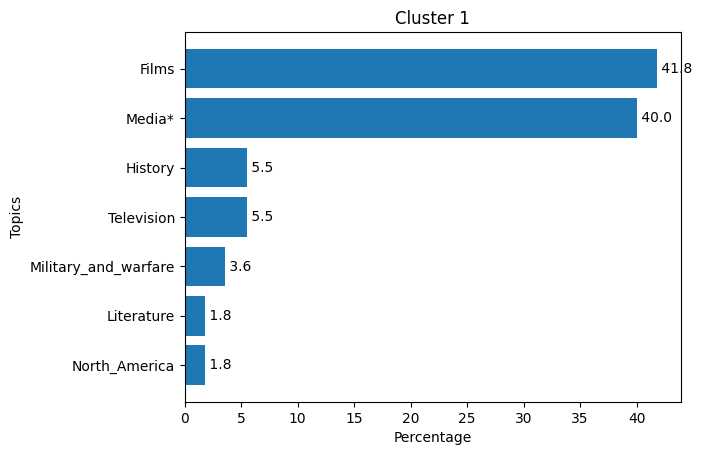 Cluster 1
Topics
Films 41.8
Media* 40.0
History 5.5
Television 5.5
Military_and_warfare 3.6
Literature 1.8
North_America 1.8
0 5 10 15 20 25 30 35 40
Percentage